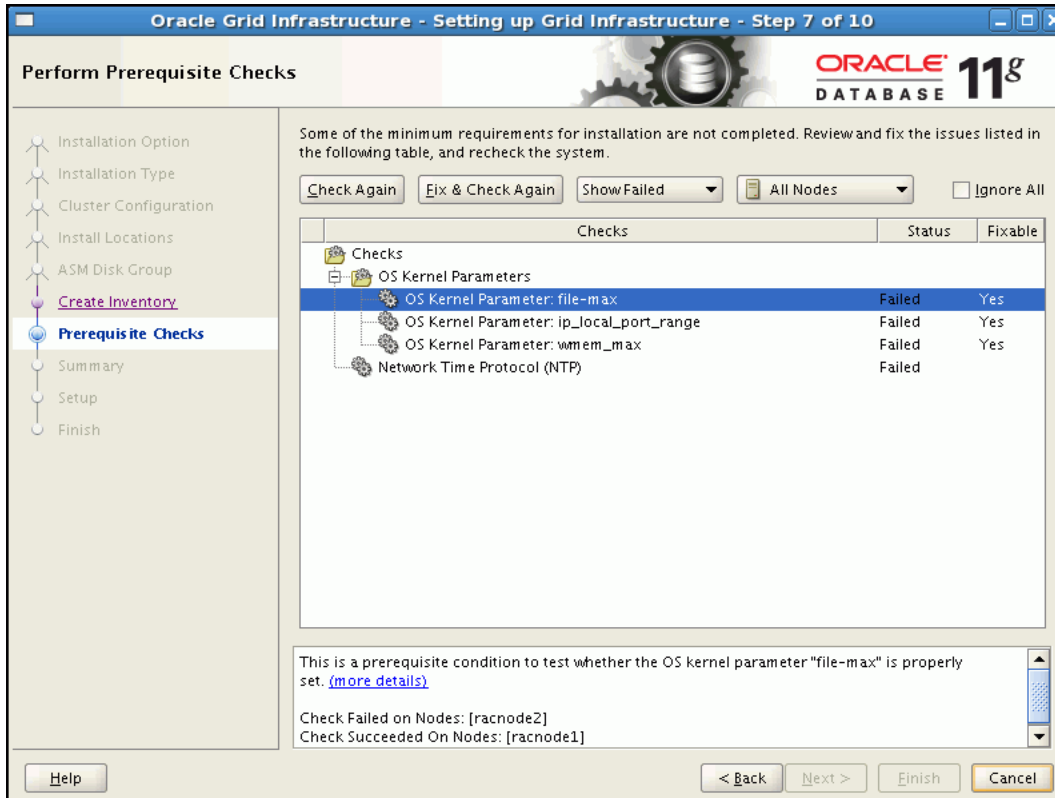 Oracle Grid Infrastructure - Setting up Grid Infrastructure - Step 7 of 10
Perform Prerequisite Checks
ORACLE
DATABASE
11g
Installation Option
Installation Type
Cluster Configuration
Install Locations
ASM Disk Group
Create Inventory
Prerequisite Checks
Summary
Setup
Finish
Some of the minimum requirements for installation are not completed. Review and fix the issues listed in
the following table, and recheck the system.
Check Again Fix & Check Again Show Failed All Nodes Ignore All
Checks Status Fixable
Checks
OS Kernel Parameters
OS Kernel Parameter: file-max Failed Yes
OS Kernel Parameter: ip_local_port_range Failed Yes
OS Kernel Parameter: wmem_max Failed Yes
Network Time Protocol (NTP) Failed
This is a prerequisite condition to test whether the OS kernel parameter "file-max" is properly
set. (more details)
Check Failed on Nodes: [racnode2]
Check Succeeded On Nodes: [racnode1]
Help < Back Next > Finish Cancel